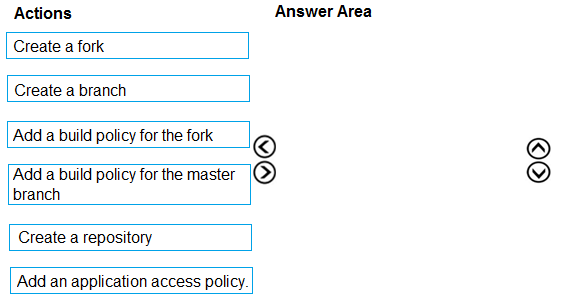 Actions
Answer Area
Create a fork
Create a branch
Add a build policy for the fork
Add a build policy for the master
branch
Create a repository
Add an application access policy.